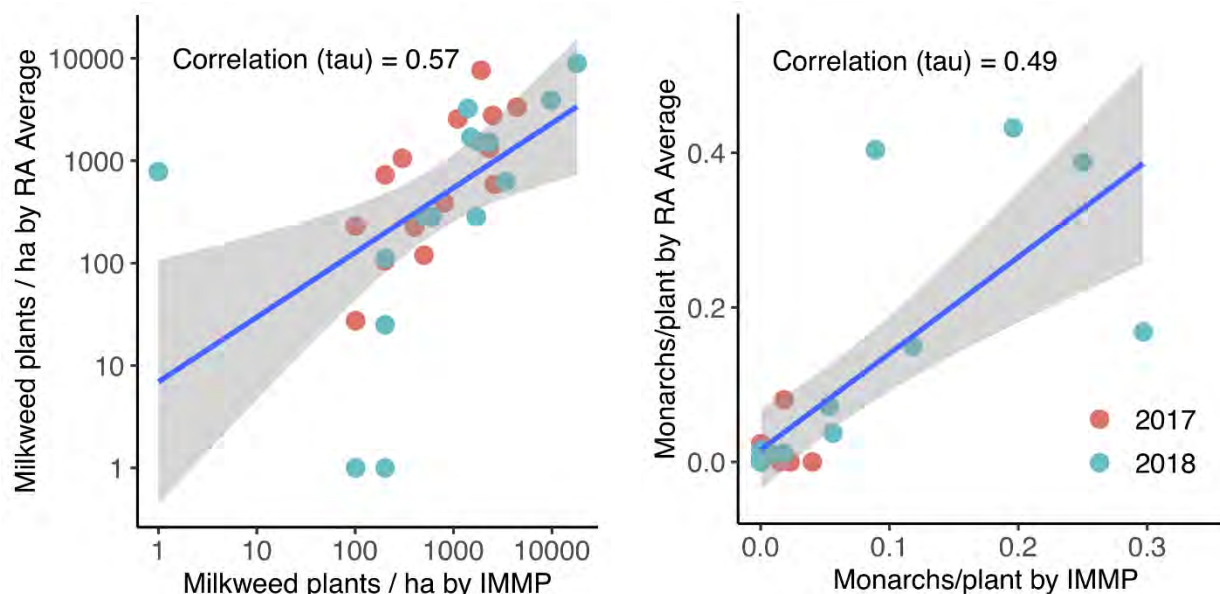 Correlation (tau) = 0.57
Milkweed plants / ha by RA Average
10000
1000
100
10
1
1 10 100 1000 10000
Milkweed plants / ha by IMMP
Correlation (tau) = 0.49
Monarchs/plant by RA Average
0.4
0.2
0.0
2017
2018
0.0 0.1 0.2 0.3
Monarchs/plant by IMMP